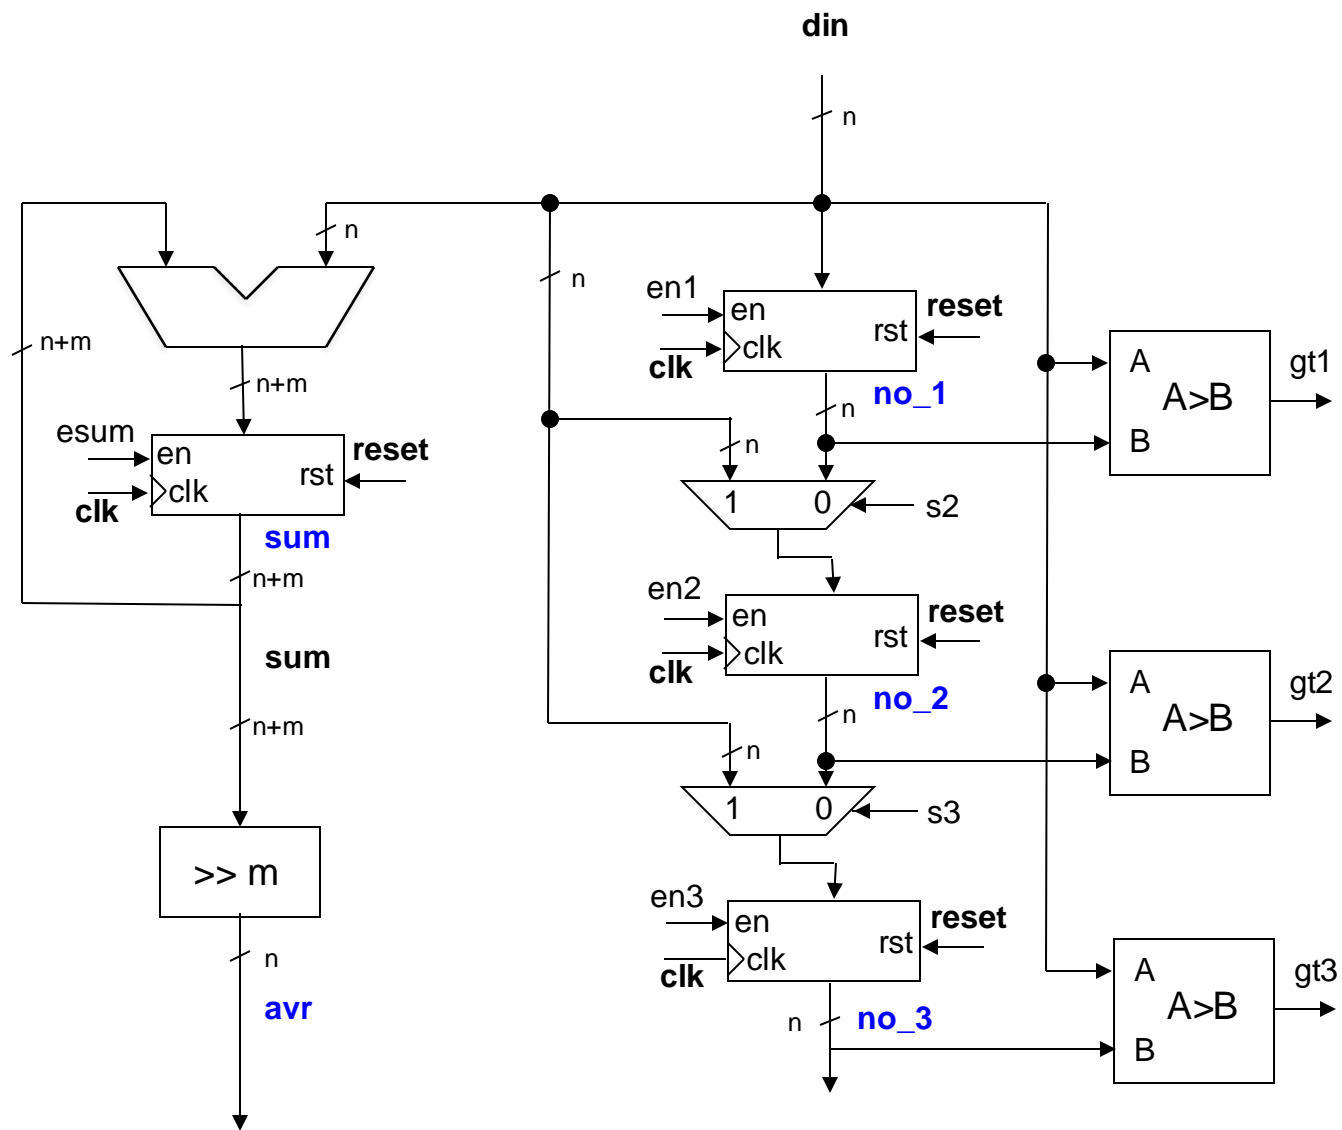 din
n
n
n
n+m
n+m
en1
en
clk
clk
rst
reset
no_1
n
A
A>B
B
gt1
esum
en
clk
clk
rst
reset
sum
n+m
n
1
0
s2
en2
en
clk
clk
rst
reset
no_2
n
A
A>B
B
gt2
sum
n+m
n
1
0
s3
>> m
n
avr
en3
en
clk
clk
rst
reset
n
no_3
A
A>B
B
gt3